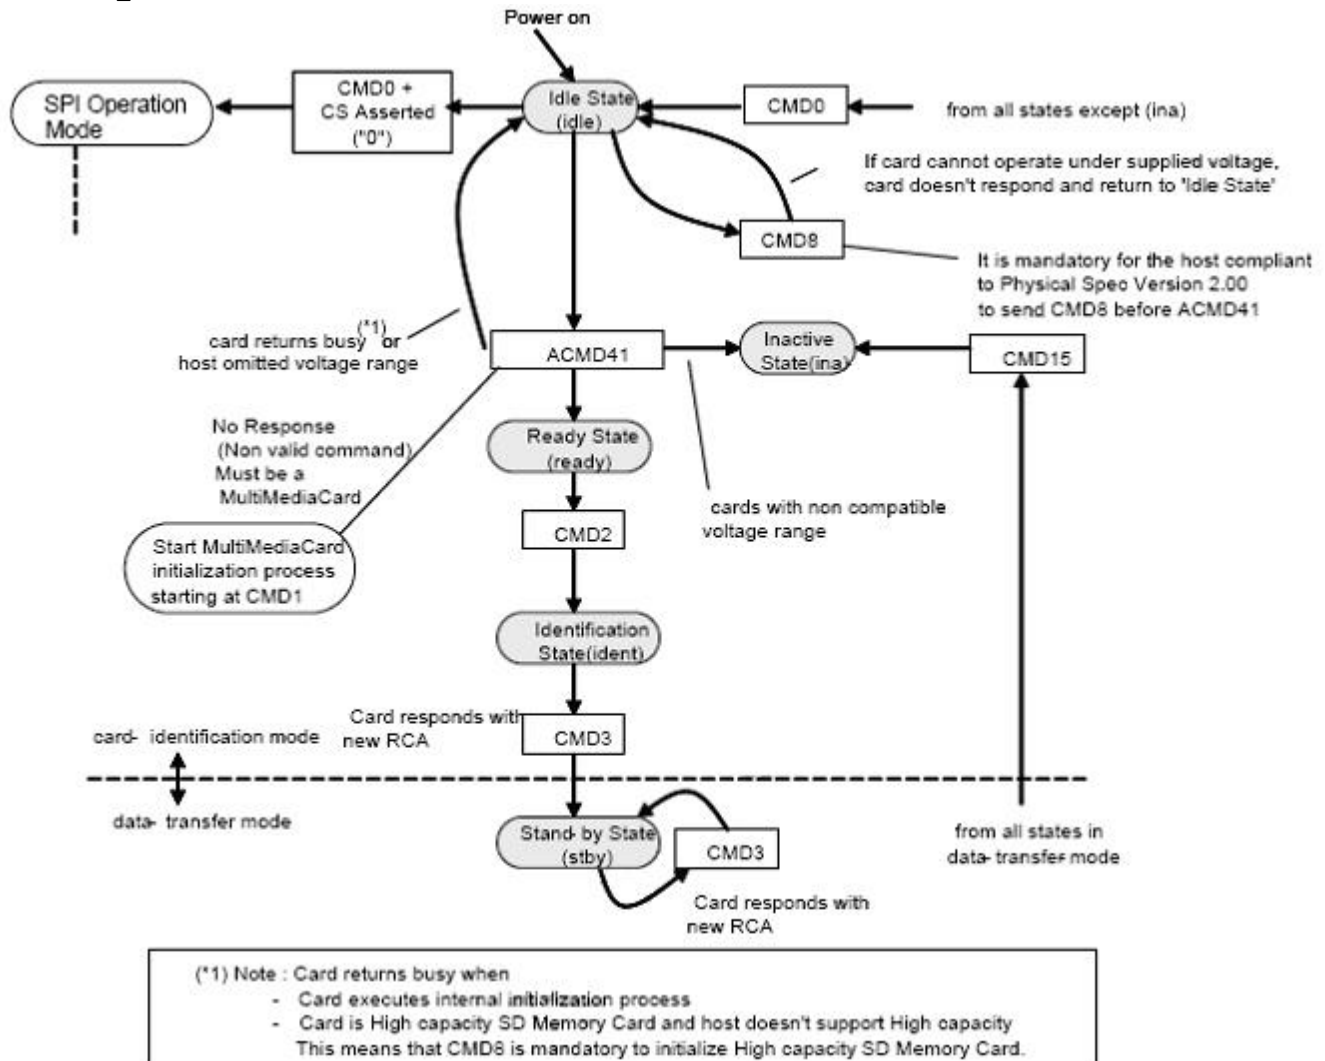 Power on
SPI Operation
Mode
CMD0 +
CS Asserted
("0")
Idle State
(idle)
CMD0
from all states except (ina)
If card cannot operate under supplied voltage,
card doesn't respond and return to 'Idle State'
CMD8
It is mandatory for the host compliant
to Physical Spec Version 2.00
to send CMD8 before ACMD41
card returns busy (*1) or
host omitted voltage range
ACMD41
Inactive
State(ina)
CMD15
No Response
(Non valid command)
Must be a
MultiMediaCard
Ready State
(ready)
cards with non compatible
voltage range
CMD2
Start MultiMediaCard
initialization process
starting at CMD1
Identification
State(ident)
Card responds with
new RCA
CMD3
card- identification mode
data- transfer mode
Stand- by State
(stby)
CMD3
from all states in
data-transfer mode
Card responds with
new RCA
(*1) Note : Card returns busy when
- Card executes internal initialization process
- Card is High capacity SD Memory Card and host doesn't support High capacity
This means that CMD8 is mandatory to initialize High capacity SD Memory Card.